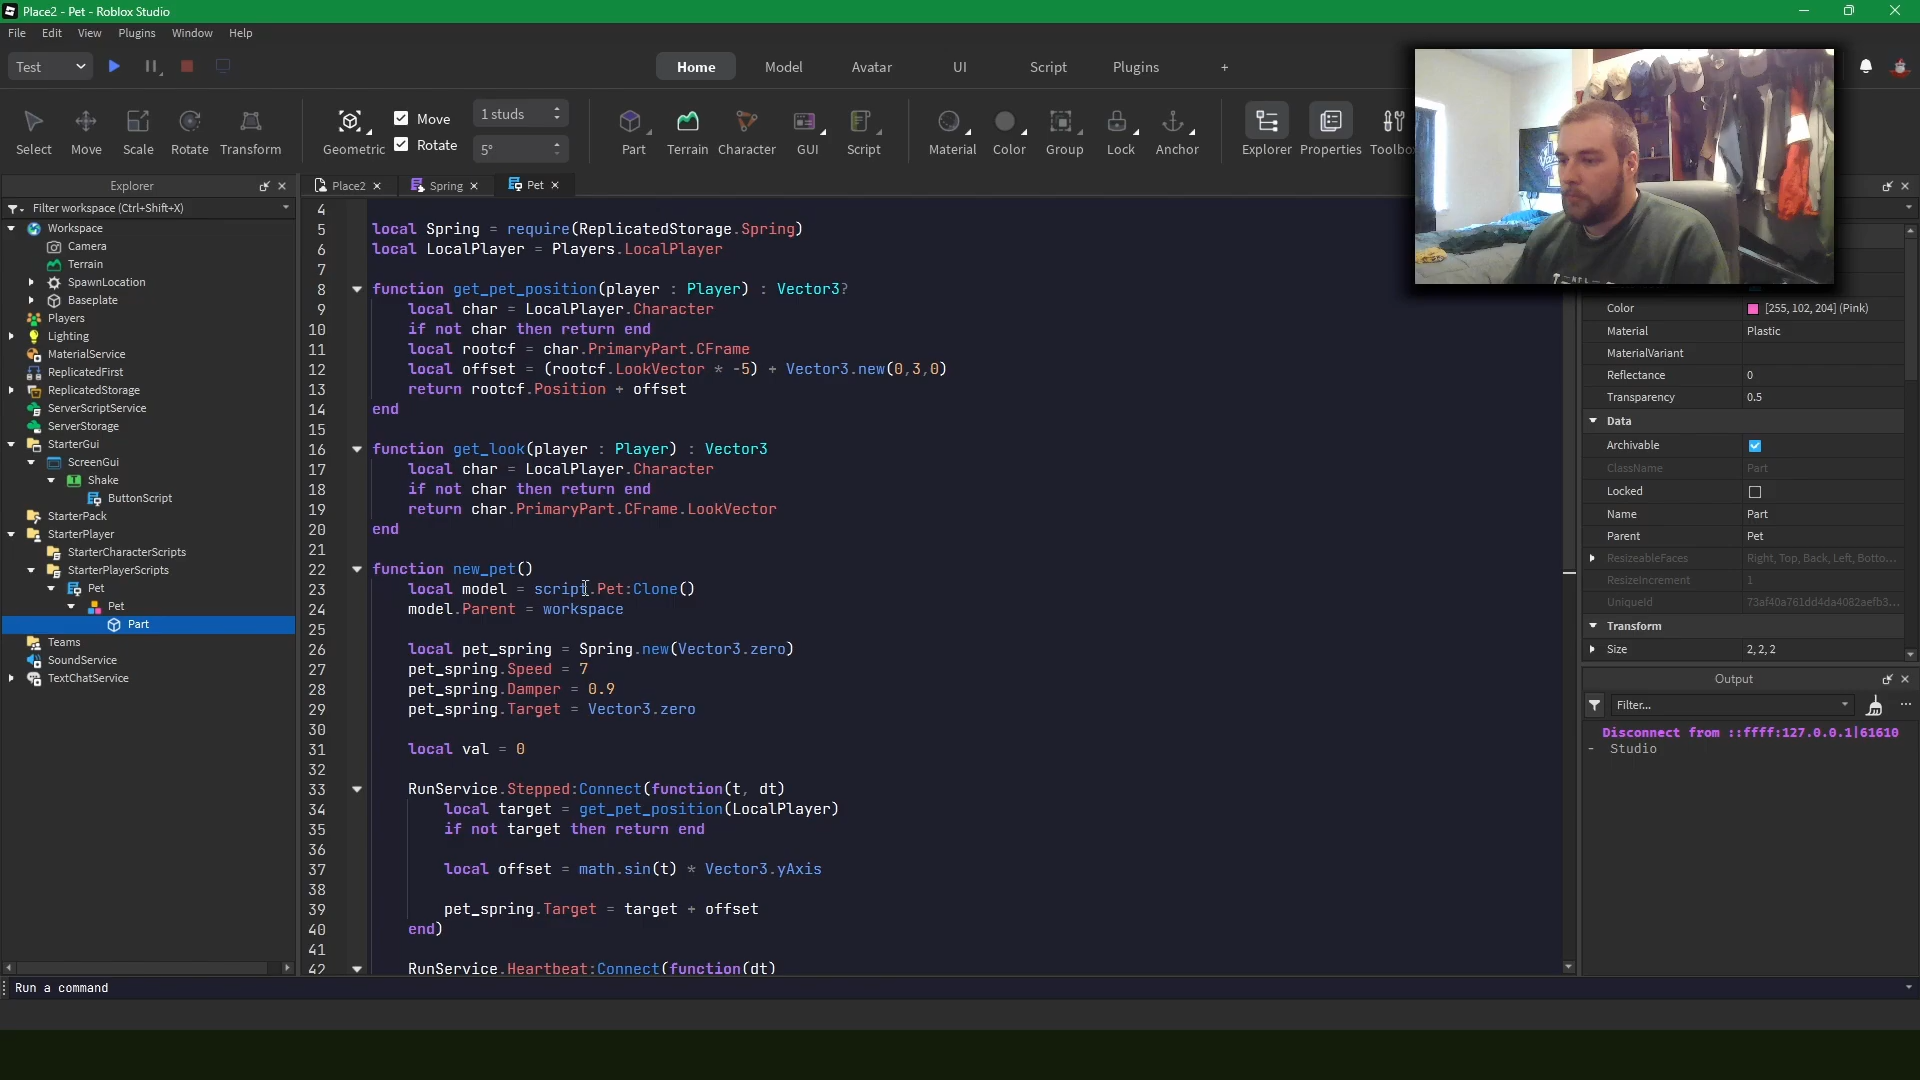 Place2 - Pet - Roblox Studio
File Edit View Plugins Window Help
Test
Home Model Avatar UI Script Plugins +
Select Move Scale Rotate Transform
Geometric
Move
Rotate
1 studs
5°
Part Terrain Character GUI Script
Material Color Group Lock Anchor
Explorer Properties Toolbo
Explorer
Place2
Spring
Pet
Filter workspace (Ctrl+Shift+X)
Workspace
Camera
Terrain
SpawnLocation
Baseplate
Players
Lighting
MaterialService
ReplicatedFirst
ReplicatedStorage
ServerScriptService
ServerStorage
StarterGui
ScreenGui
Shake
ButtonScript
StarterPack
StarterPlayer
StarterCharacterScripts
StarterPlayerScripts
Pet
Pet
Part
Teams
SoundService
TextChatService
4
5 local Spring = require(ReplicatedStorage.Spring)
6 local LocalPlayer = Players.LocalPlayer
7
8 function get_pet_position(player : Player) : Vector3?
9 local char = LocalPlayer.Character
10 if not char then return end
11 local rootcf = char.PrimaryPart.CFrame
12 local offset = (rootcf.LookVector * -5) + Vector3.new(0,3,0)
13 return rootcf.Position + offset
14 end
15
16 function get_look(player : Player) : Vector3
17 local char = LocalPlayer.Character
18 if not char then return end
19 return char.PrimaryPart.CFrame.LookVector
20 end
21
22 function new_pet()
23 local model = script.Pet:Clone()
24 model.Parent = workspace
25
26 local pet_spring = Spring.new(Vector3.zero)
27 pet_spring.Speed = 7
28 pet_spring.Damper = 0.9
29 pet_spring.Target = Vector3.zero
30
31 local val = 0
32
33 RunService.Stepped:Connect(function(t, dt)
34 local target = get_pet_position(LocalPlayer)
35 if not target then return end
36
37 local offset = math.sin(t) * Vector3.yAxis
38
39 pet_spring.Target = target + offset
40 end)
41
42 RunService.Heartbeat:Connect(function(dt)
Color [255, 102, 204] (Pink)
Material Plastic
MaterialVariant
Reflectance 0
Transparency 0.5
Data
Archivable
ClassName Part
Locked
Name Part
Parent Pet
ResizeableFaces Right, Top, Back, Left, Botto...
ResizeIncrement 1
UniqueId 73af40a761dd4da4082aefb3...
Transform
Size 2, 2, 2
Output
Filter...
Disconnect from ::ffff:127.0.0.1|61610
- Studio
Run a command